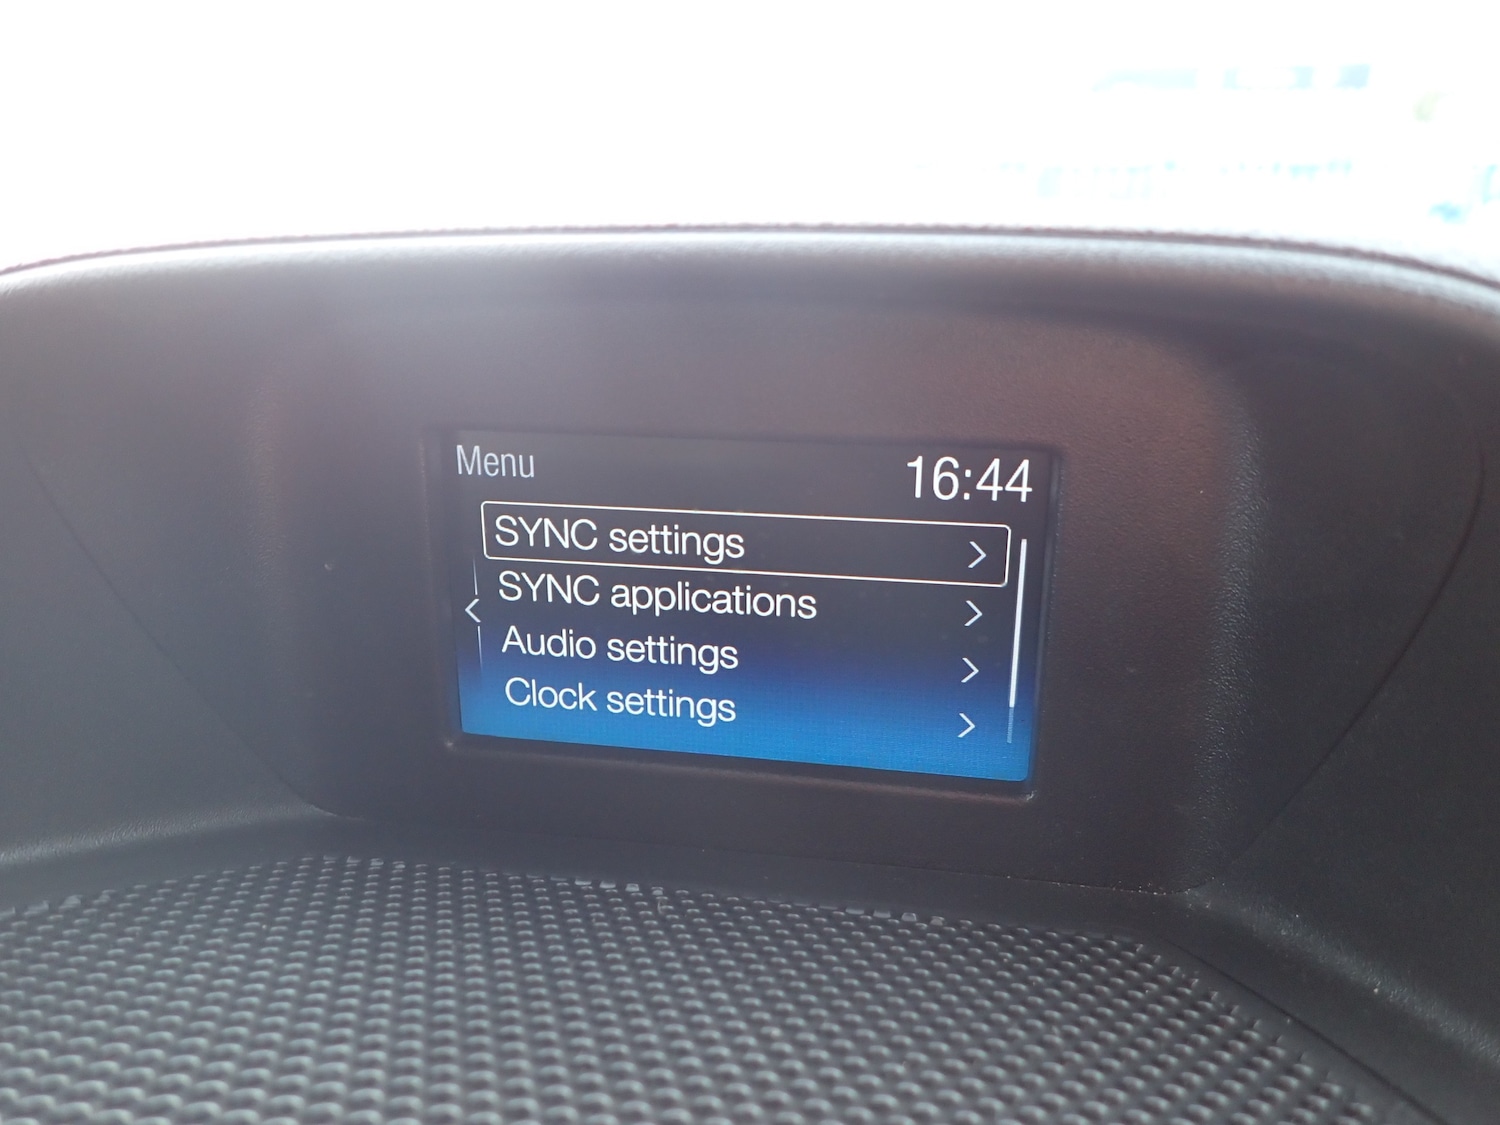 Menu
16:44
SYNC settings
SYNC applications
Audio settings
Clock settings